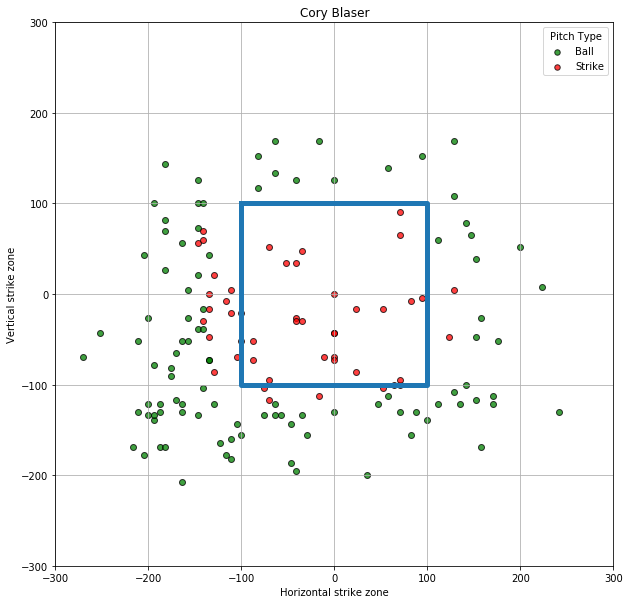 Cory Blaser
Pitch Type
Ball
Strike
300
200
100
0
−100
−200
−300
Vertical strike zone
−300 −200 −100 0 100 200 300
Horizontal strike zone